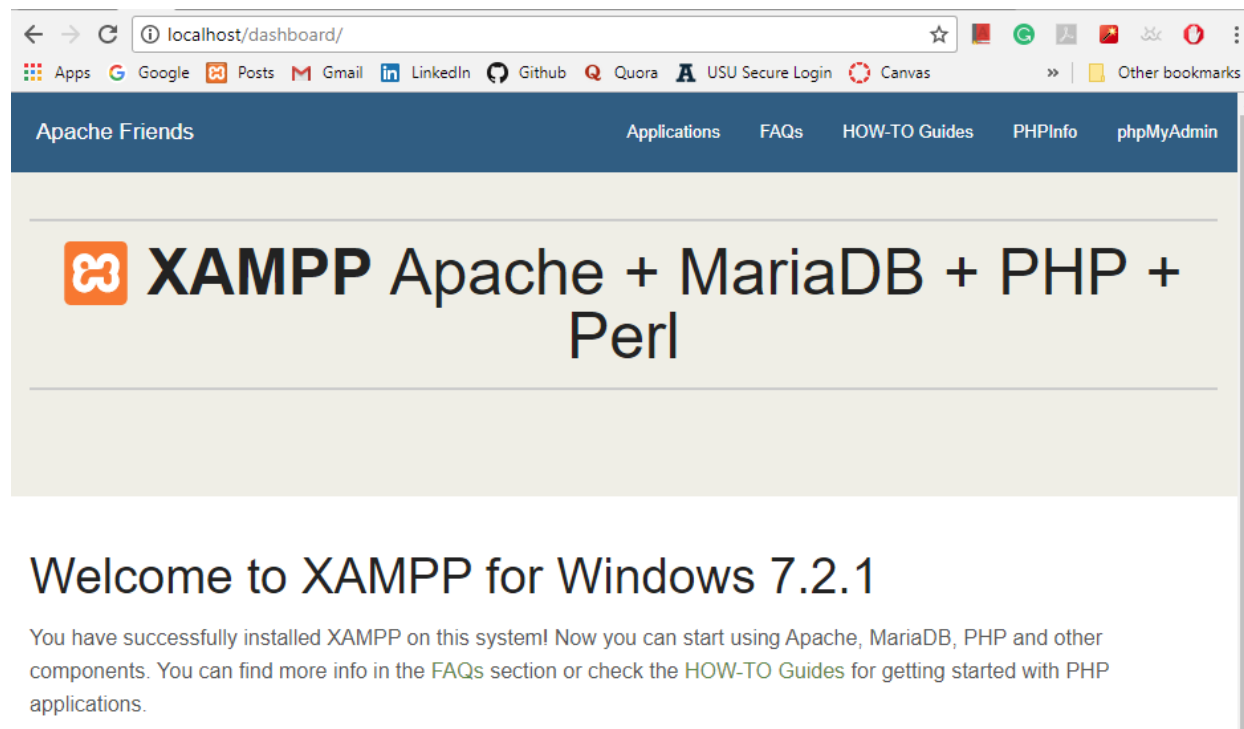 localhost/dashboard/
Apps Google Posts Gmail LinkedIn Github Quora USU Secure Login Canvas » Other bookmarks
Apache Friends Applications FAQs HOW-TO Guides PHPInfo phpMyAdmin
XAMPP Apache + MariaDB + PHP +
Perl
Welcome to XAMPP for Windows 7.2.1
You have successfully installed XAMPP on this system! Now you can start using Apache, MariaDB, PHP and other
components. You can find more info in the FAQs section or check the HOW-TO Guides for getting started with PHP
applications.